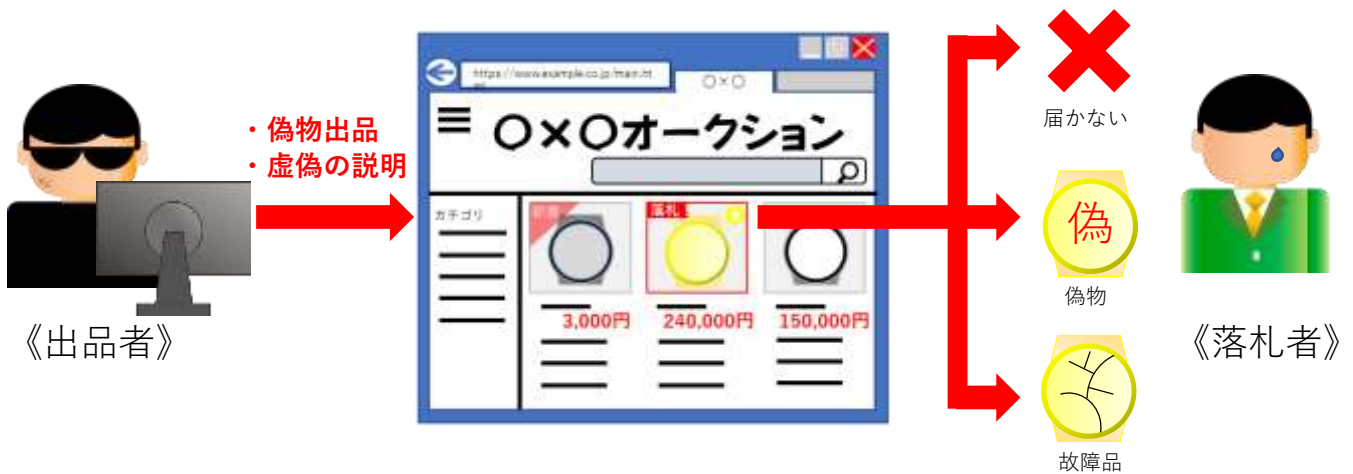 ・偽物出品
・虚偽の説明
《出品者》
https://www.example.co.jp/main.ht
〇×〇
〇×〇オークション
カテゴリ
落札
3,000円
240,000円
150,000円
届かない
偽
偽物
故障品
《落札者》